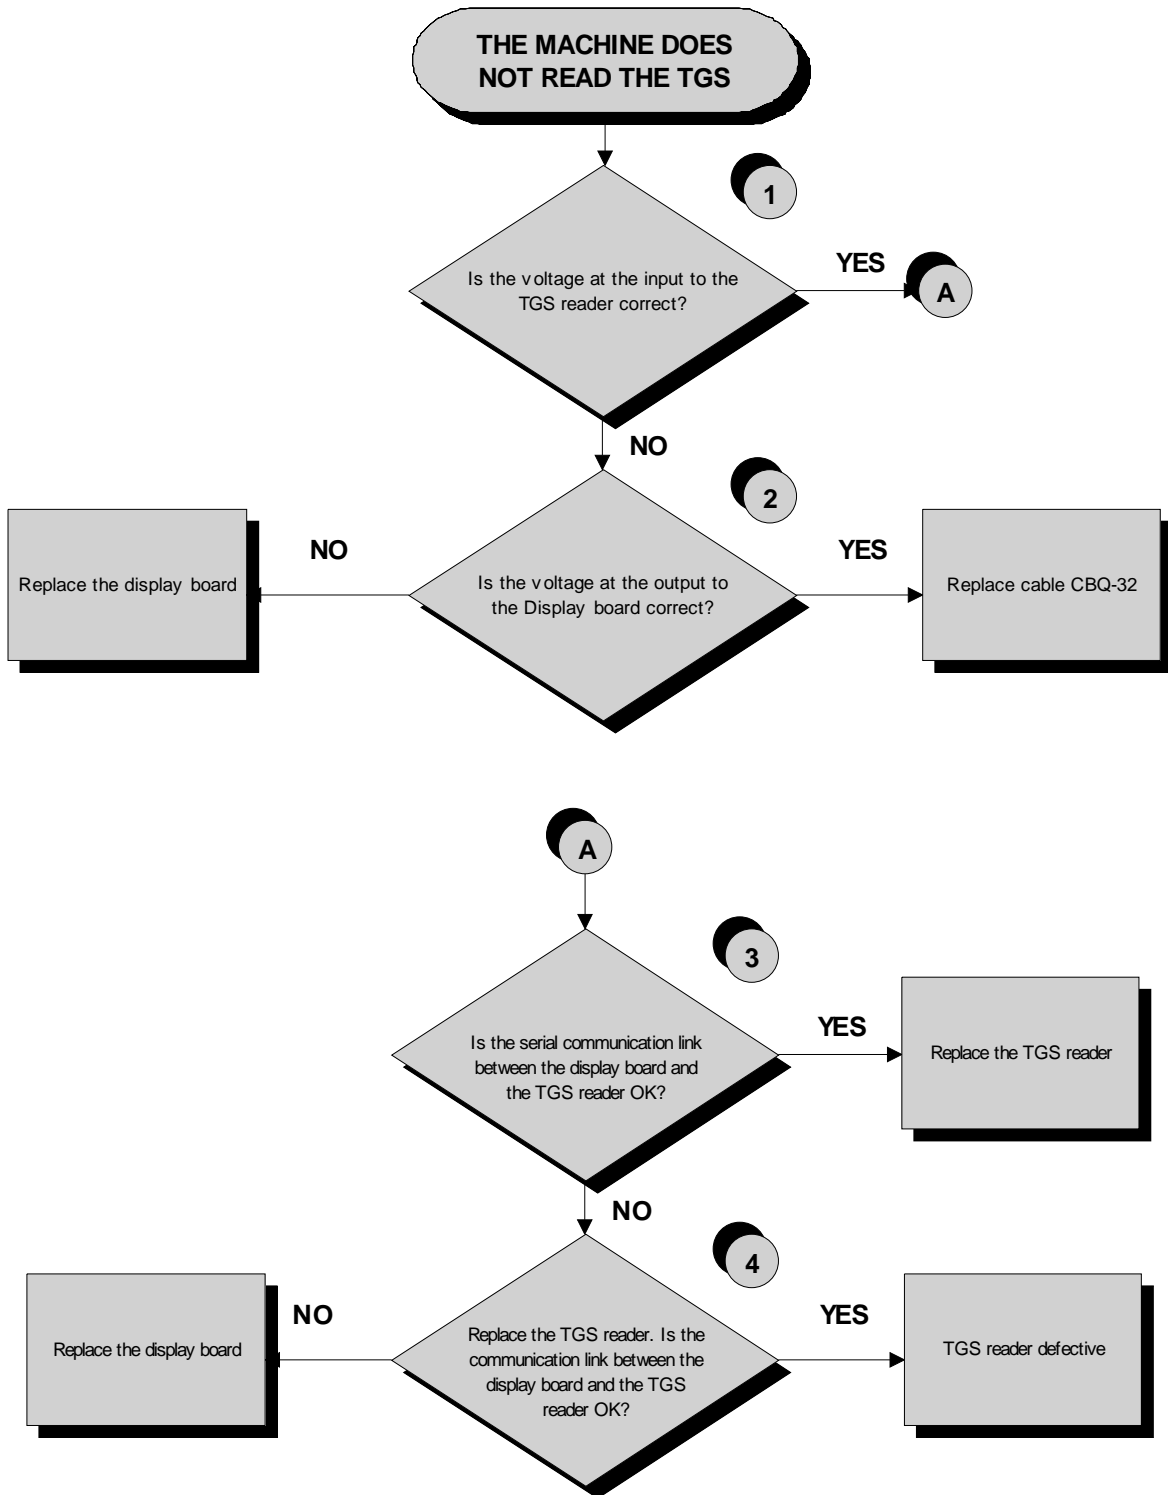 THE MACHINE DOES
NOT READ THE TGS
1
Is the voltage at the input to the
TGS reader correct?
YES
A
NO
2
Replace the display board
NO
Is the voltage at the output to
the Display board correct?
YES
Replace cable CBQ-32
A
3
Is the serial communication link
between the display board and
the TGS reader OK?
YES
Replace the TGS reader
NO
4
Replace the display board
NO
Replace the TGS reader. Is the
communication link between the
display board and the TGS
reader OK?
YES
TGS reader defective